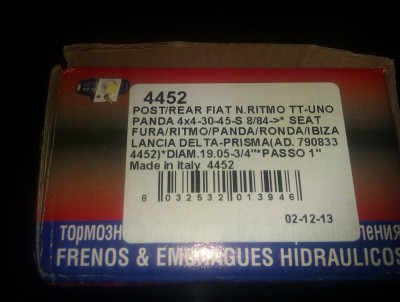 4452
POST/REAR FIAT N.RITMO TT-UNO
PANDA 4x4-30-45-S 8/84->* SEAT
FURA/RITMO/PANDA/RONDA/IBIZA
LANCIA DELTA-PRISMA(AD. 790833
4452)*DIAM.19.05-3/4"*PASSO 1"
Made in Italy 4452
8 032532 013946
02-12-13
тормозное
FRENOS & EMBRAGUES HIDRAULICOS